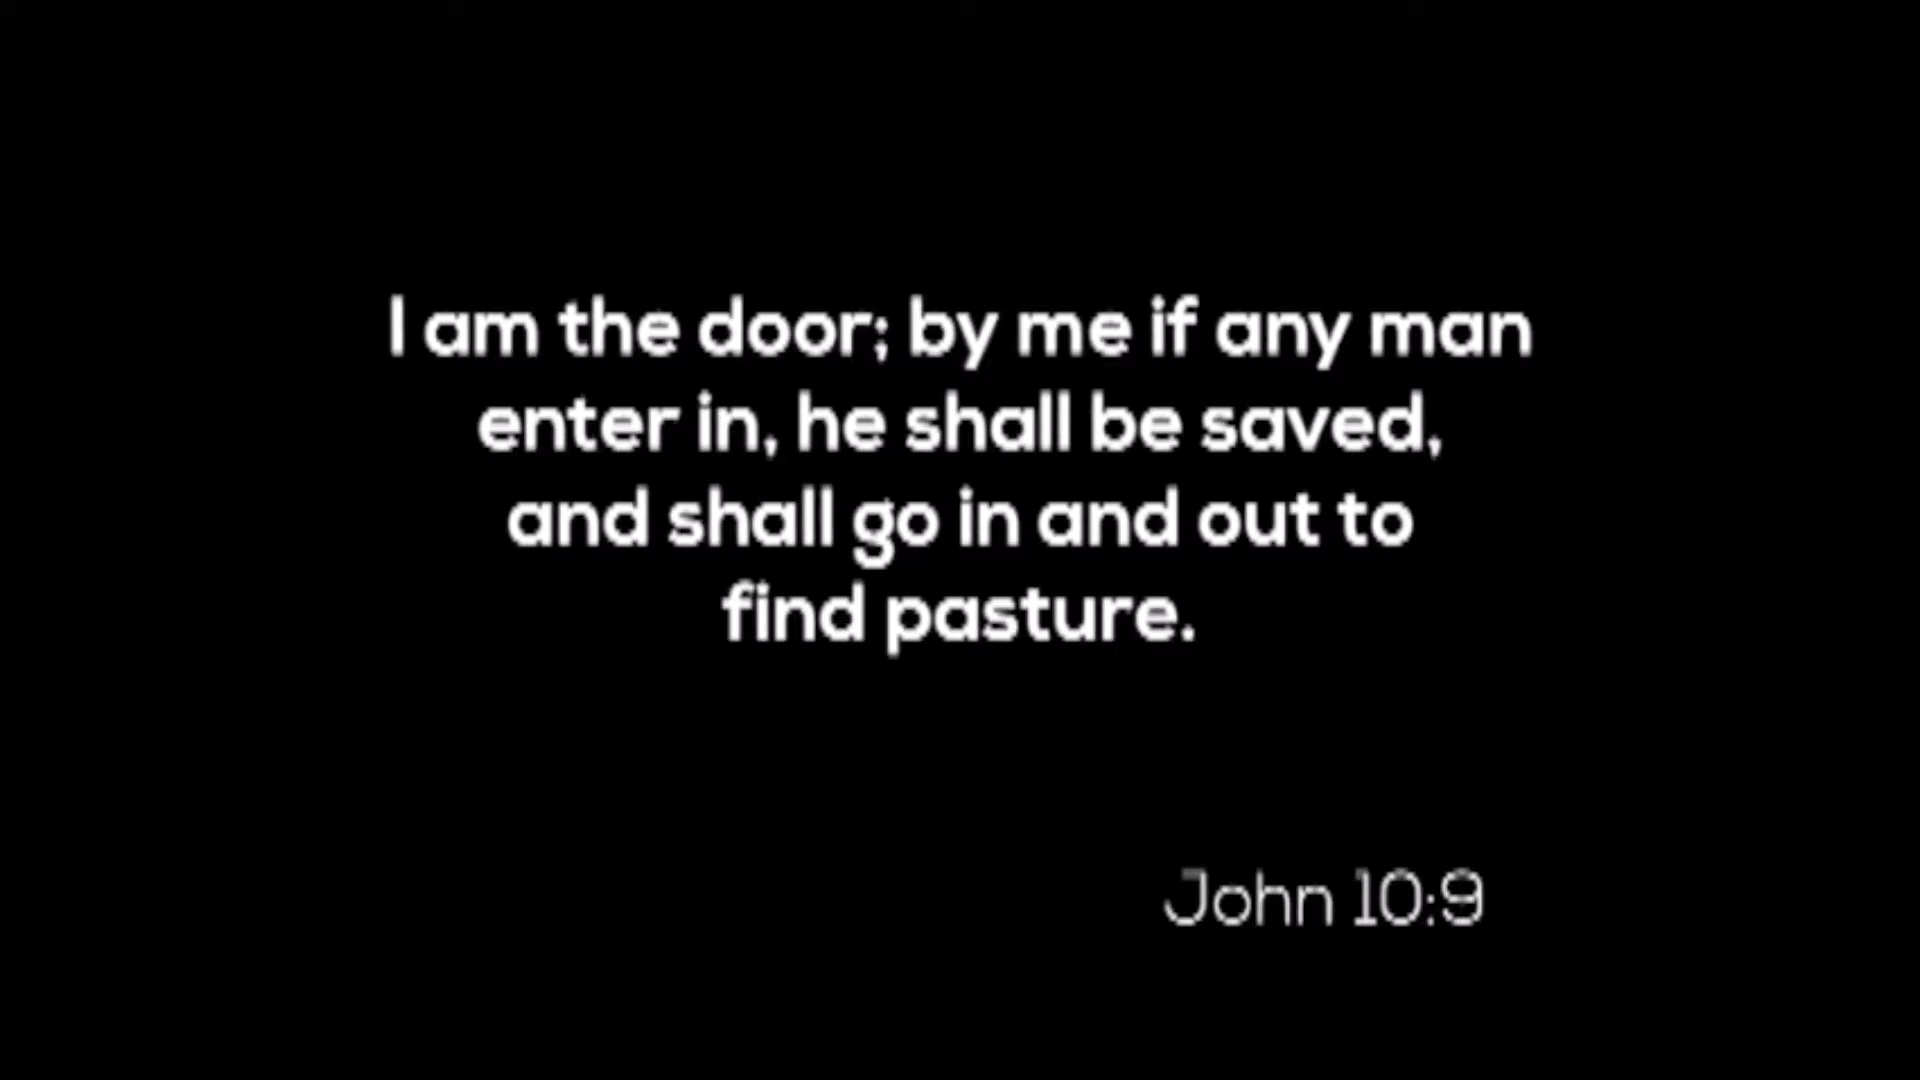 I am the door; by me if any man
enter in, he shall be saved,
and shall go in and out to
find pasture.
John 10:9